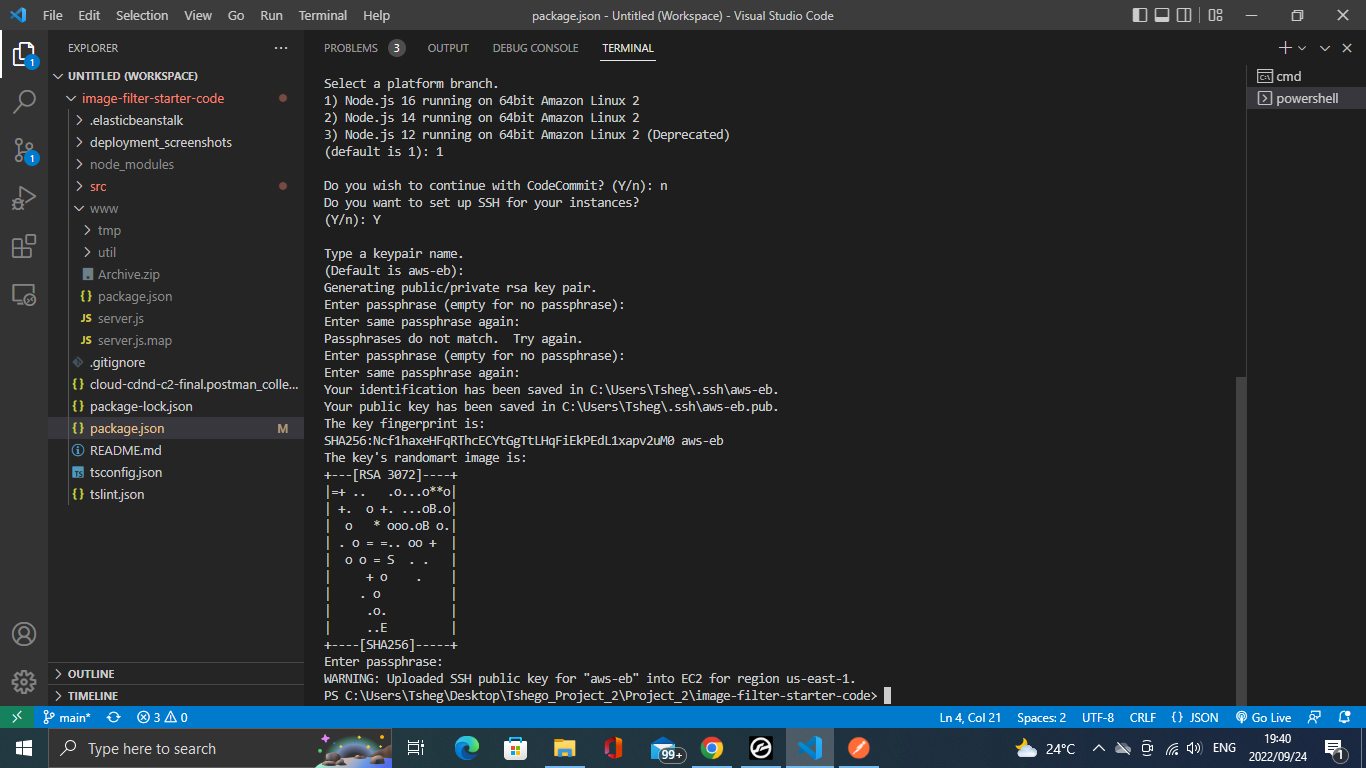 File Edit Selection View Go Run Terminal Help
package.json - Untitled (Workspace) - Visual Studio Code
EXPLORER
PROBLEMS 3 OUTPUT DEBUG CONSOLE TERMINAL
UNTITLED (WORKSPACE)
image-filter-starter-code
.elasticbeanstalk
deployment_screenshots
node_modules
src
www
tmp
util
Archive.zip
{} package.json
JS server.js
JS server.js.map
.gitignore
{} cloud-cdnd-c2-final.postman_colle...
{} package-lock.json
{} package.json M
README.md
TS tsconfig.json
{} tslint.json
OUTLINE
TIMELINE
1
1
Select a platform branch.
1) Node.js 16 running on 64bit Amazon Linux 2
2) Node.js 14 running on 64bit Amazon Linux 2
3) Node.js 12 running on 64bit Amazon Linux 2 (Deprecated)
(default is 1): 1
Do you wish to continue with CodeCommit? (Y/n): n
Do you want to set up SSH for your instances?
(Y/n): Y
Type a keypair name.
(Default is aws-eb):
Generating public/private rsa key pair.
Enter passphrase (empty for no passphrase):
Enter same passphrase again:
Passphrases do not match.  Try again.
Enter passphrase (empty for no passphrase):
Enter same passphrase again:
Your identification has been saved in C:\Users\Tsheg\.ssh\aws-eb.
Your public key has been saved in C:\Users\Tsheg\.ssh\aws-eb.pub.
The key fingerprint is:
SHA256:Ncf1haxeHFqRThcECYtGgTtLHqFiEkPEdL1xapv2uM0 aws-eb
The key's randomart image is:
+---[RSA 3072]----+
|=+ ..   .o...o**o|
| +.  o +. ...oB.o|
|  o   * ooo.oB o.|
| . o = =.. oo +  |
|  o o = S  . .   |
|     + o    .    |
|    . o          |
|     .o.         |
|     ..E         |
+----[SHA256]-----+
Enter passphrase:
WARNING: Uploaded SSH public key for "aws-eb" into EC2 for region us-east-1.
PS C:\Users\Tsheg\Desktop\Tshego_Project_2\Project_2\image-filter-starter-code>
cmd
powershell
main* 3 0
Ln 4, Col 21 Spaces: 2 UTF-8 CRLF {} JSON Go Live
Type here to search
99+
24°C
ENG
19:40
2022/09/24
1